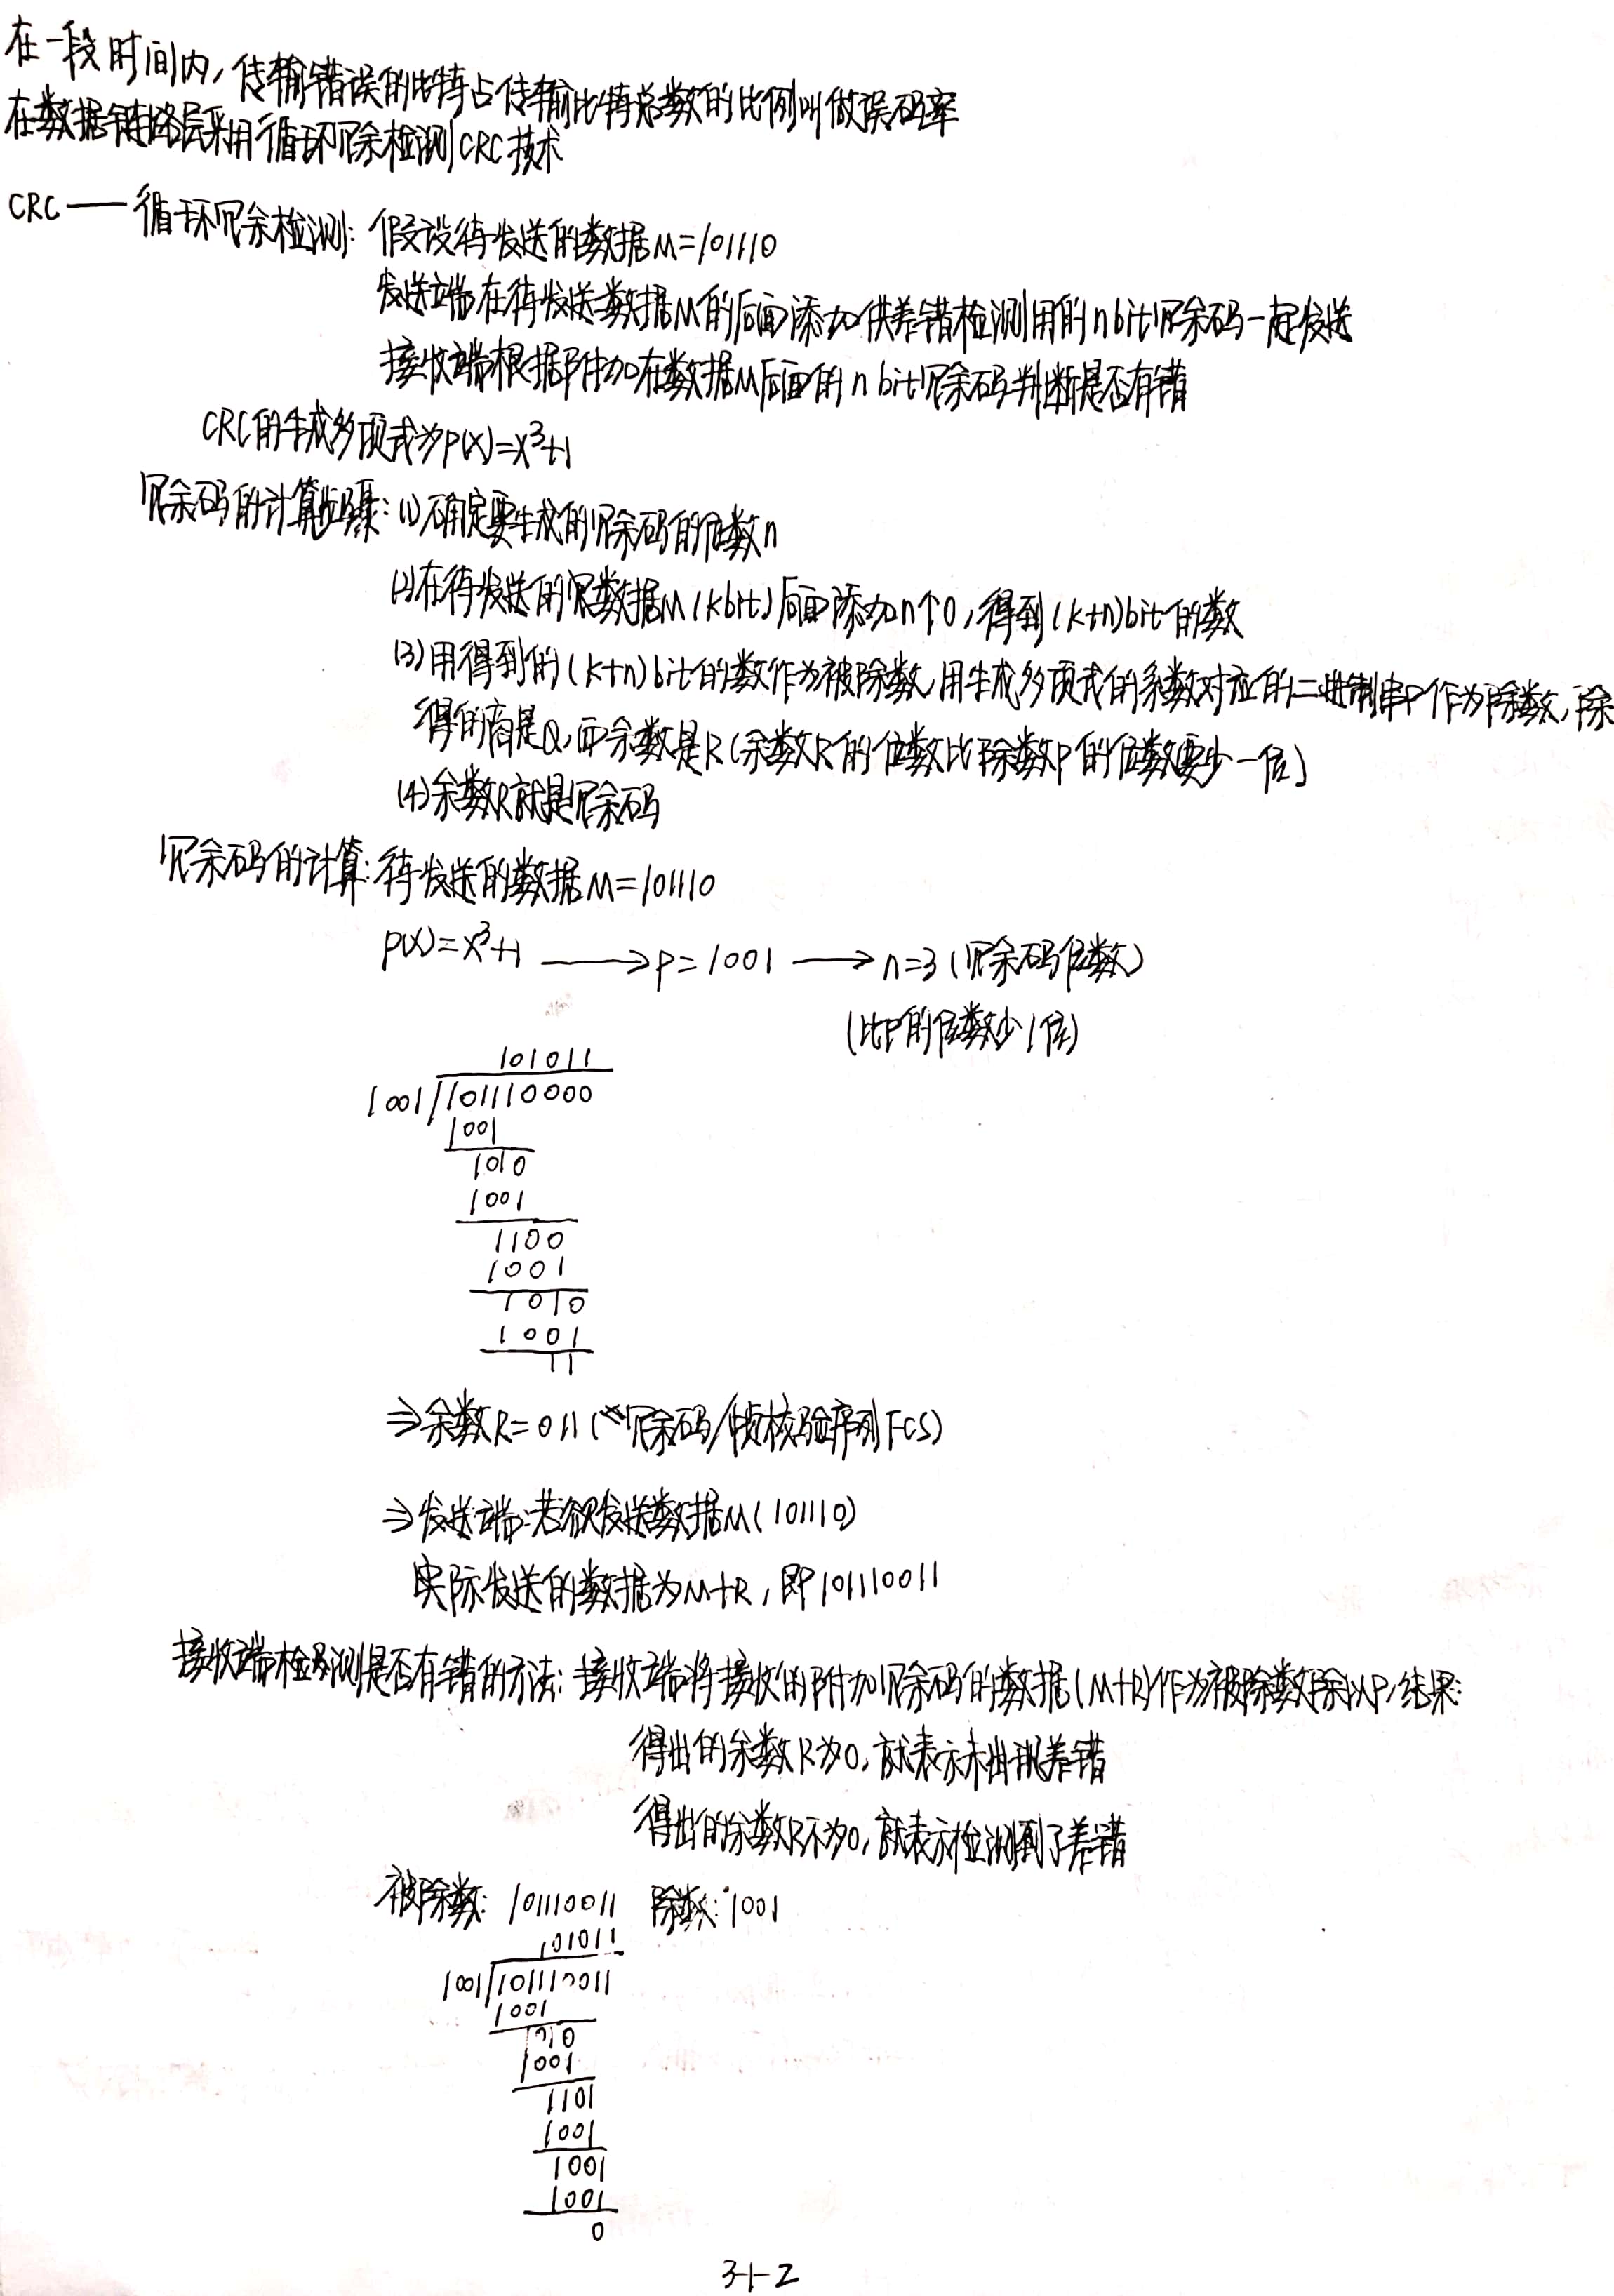 在一段时间内,传输错误的比特占传输比特总数的比例叫做误码率
在数据链路层采用循环冗余检测CRC技术
CRC——循环冗余检测: 假设待发送的数据M=101110
发送端在待发送数据M的后面添加供差错检测用的n bit冗余码一起发送
接收端根据附加在数据M后面的n bit冗余码判断是否有错
CRC的生成多项式为P(X)=X³+1
冗余码的计算步骤:(1)确定要生成的冗余码的位数n
(2)在待发送的数据M(kbit)后面添加n个0,得到(k+n)bit的数
(3)用得到的(k+n)bit的数作为被除数,用生成多项式的系数对应的二进制串P作为除数,除
得的商是Q,而余数是R(余数R的位数比除数P的位数要少一位)
(4)余数R就是冗余码
冗余码的计算:待发送的数据M=101110
P(X)=X³+1 → P=1001 → n=3(冗余码位数)
(比P的位数少1位)
101011
1001/101110000
1001
1010
1001
1100
1001
1010
1001
11
⇒余数R=011(冗余码/帧校验序列FCS)
⇒发送端:若欲发送数据M(101110)
实际发送的数据为M+R,即101110011
接收端检测是否有错的方法:接收端将接收的附加冗余码的数据(M+R)作为被除数除以P,结果:
得出的余数R为0,就表示未出现差错
得出的余数R不为0,就表示检测到了差错
被除数: 101110011 除数:1001
101011
1001/101110011
1001
1010
1001
1101
1001
1001
1001
0
3-1-2